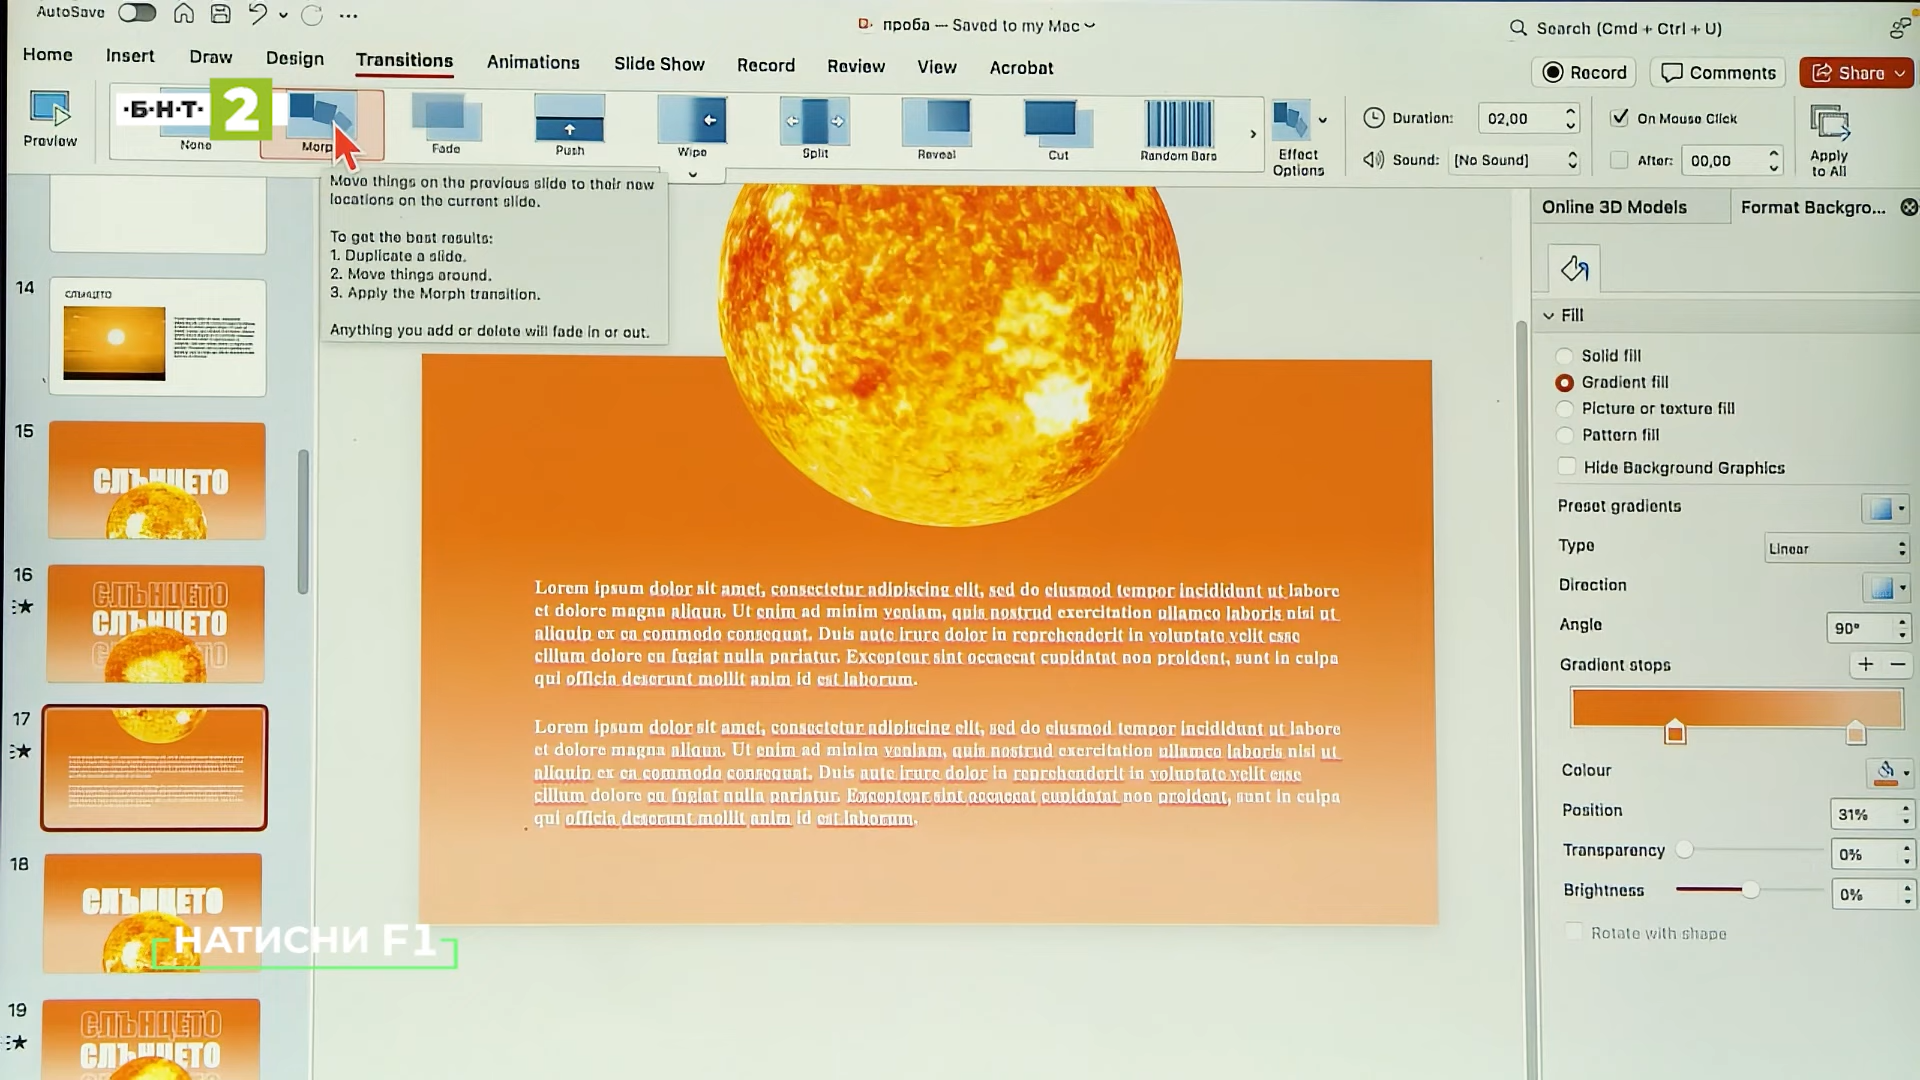 AutoSave
проба — Saved to my Mac
Search (Cmd + Ctrl + U)
Home Insert Draw Design Transitions Animations Slide Show Record Review View Acrobat
Record Comments Share
·Б·Н·Т· 2
Preview
None Morp Fade Push Wipe Split Reveal Cut Random Bars
Effect Options
Duration: 02,00
Sound: [No Sound]
On Mouse Click
After: 00,00
Apply to All
Move things on the previous slide to their new
locations on the current slide.
To get the best results:
1. Duplicate a slide.
2. Move things around.
3. Apply the Morph transition.
Anything you add or delete will fade in or out.
14
СЛЪНЦЕТО
15
СЛЪНЦЕТО
16
СЛЪНЦЕТО
СЛЪНЦЕТО
17
18
СЛЪНЦЕТО
19
СЛЪНЦЕТО
СЛЪНЦЕТО
Lorem ipsum dolor sit amet, consectetur adipiscing elit, sed do eiusmod tempor incididunt ut labore
et dolore magna aliqua. Ut enim ad minim veniam, quis nostrud exercitation ullamco laboris nisi ut
aliquip ex ea commodo consequat. Duis aute irure dolor in reprehenderit in voluptate velit esse
cillum dolore eu fugiat nulla pariatur. Excepteur sint occaecat cupidatat non proident, sunt in culpa
qui officia deserunt mollit anim id est laborum.
Lorem ipsum dolor sit amet, consectetur adipiscing elit, sed do eiusmod tempor incididunt ut labore
et dolore magna aliqua. Ut enim ad minim veniam, quis nostrud exercitation ullamco laboris nisi ut
aliquip ex ea commodo consequat. Duis aute irure dolor in reprehenderit in voluptate velit esse
cillum dolore eu fugiat nulla pariatur. Excepteur sint occaecat cupidatat non proident, sunt in culpa
qui officia deserunt mollit anim id est laborum.
Online 3D Models Format Backgro...
Fill
Solid fill
Gradient fill
Picture or texture fill
Pattern fill
Hide Background Graphics
Preset gradients
Type Linear
Direction
Angle 90°
Gradient stops
Colour
Position 31%
Transparency 0%
Brightness 0%
Rotate with shape
НАТИСНИ F1